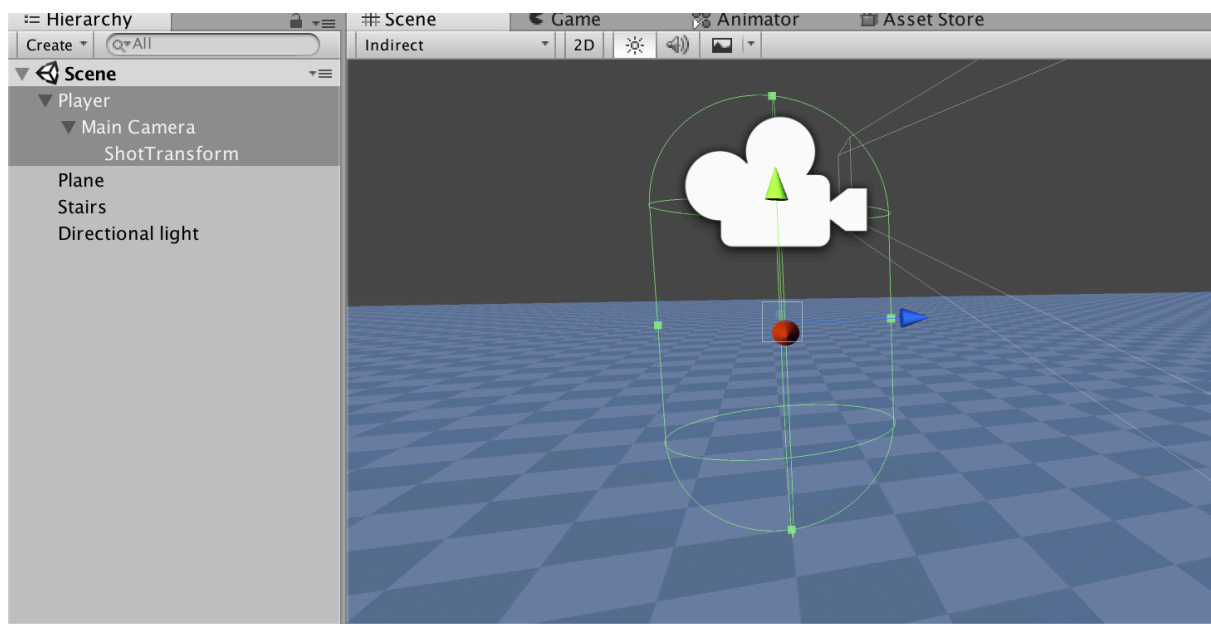 Hierarchy
Create All
Scene
Player
Main Camera
ShotTransform
Plane
Stairs
Directional light
Scene Game Animator Asset Store
Indirect 2D